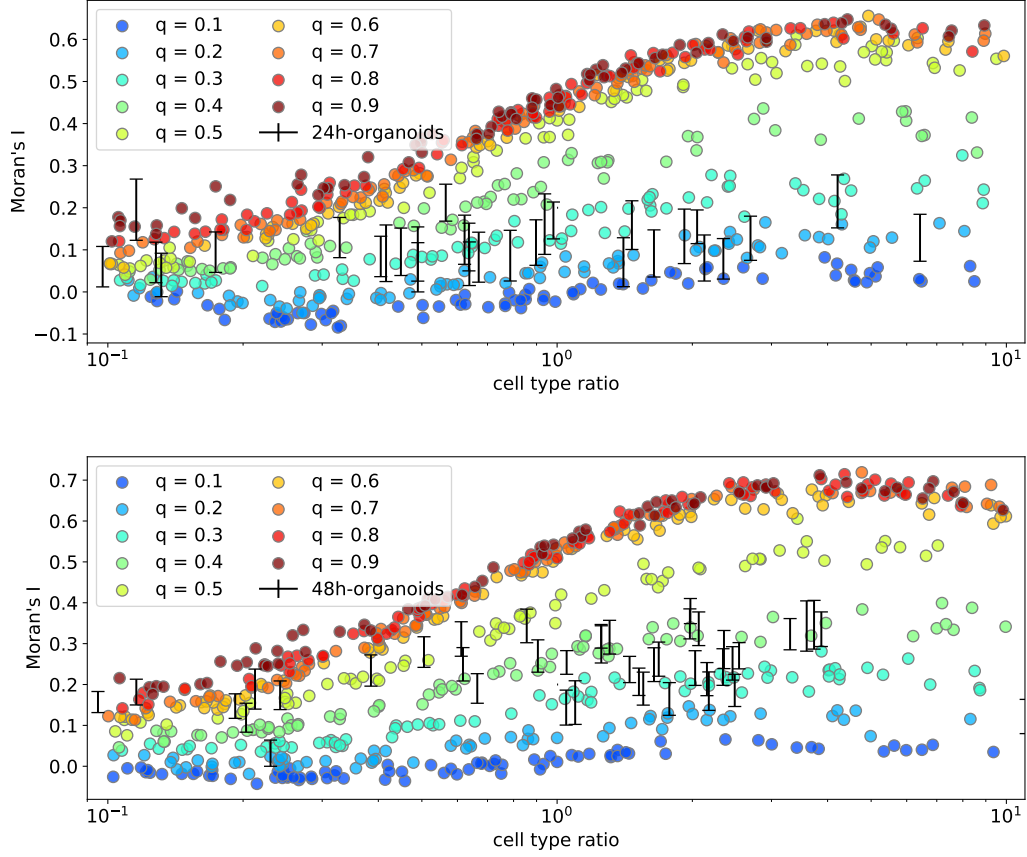 0.6
0.5
0.4
0.3
0.2
0.1
0.0
−0.1
Moran's I
q = 0.1
q = 0.2
q = 0.3
q = 0.4
q = 0.5
q = 0.6
q = 0.7
q = 0.8
q = 0.9
24h-organoids
10⁻¹ 10⁰ 10¹
cell type ratio
0.7
0.6
0.5
0.4
0.3
0.2
0.1
0.0
Moran's I
q = 0.1
q = 0.2
q = 0.3
q = 0.4
q = 0.5
q = 0.6
q = 0.7
q = 0.8
q = 0.9
48h-organoids
10⁻¹ 10⁰ 10¹
cell type ratio